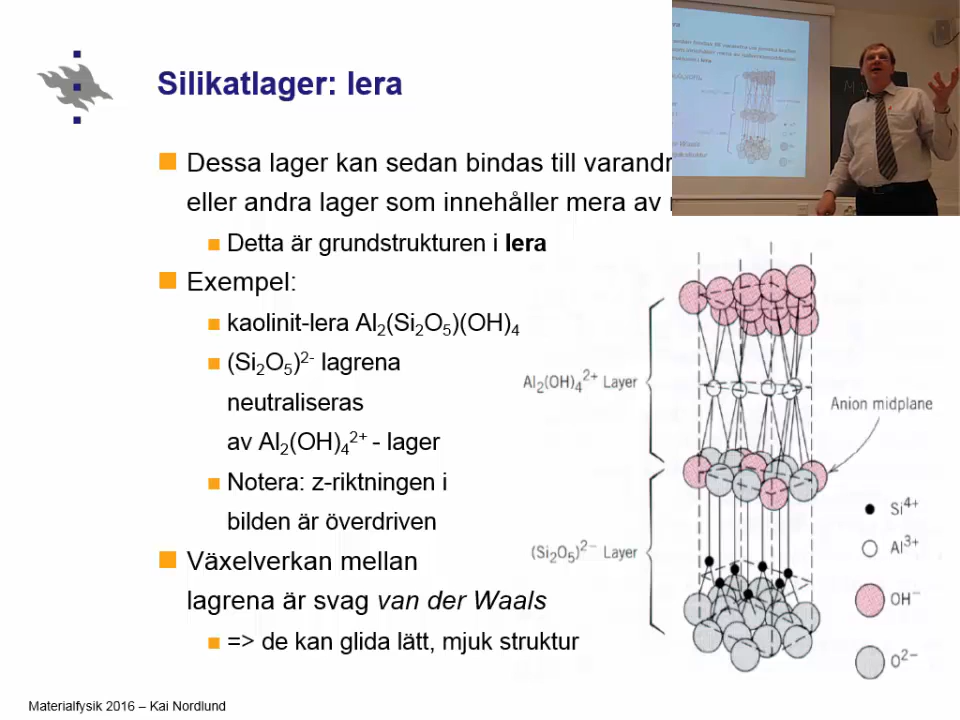 Silikatlager: lera
Dessa lager kan sedan bindas till
eller andra lager som innehåller mera av
Detta är grundstrukturen i lera
Exempel:
kaolinit-lera Al₂(Si₂O₅)(OH)₄
(Si₂O₅)²⁻ lagrena
neutraliseras
av Al₂(OH)₄²⁺ - lager
Notera: z-riktningen i
bilden är överdriven
Växelverkan mellan
lagrena är svag van der Waals
=> de kan glida lätt, mjuk struktur
Al₂(OH)₄²⁺ Layer
Anion midplane
(Si₂O₅)²⁻ Layer
Si⁴⁺
Al³⁺
OH⁻
O²⁻
Materialfysik 2016 – Kai Nordlund